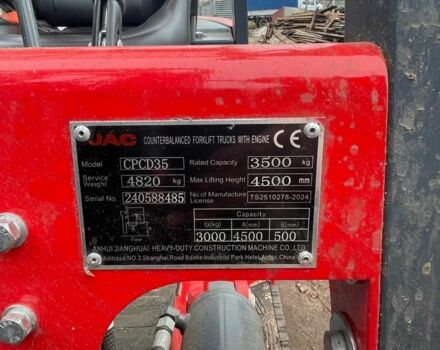 JAC COUNTERBALANCED FORKLIFT TRUCKS WITH ENGINE CE
Model CPCD35 Rated Capacity 3500 kg
Service Weight 4820 kg Max.Lifting Height 4500 mm
Serial No. 240588485 No.of Manufacture License TS2510278-2024
Capacity
G(kg) A(mm) B(mm)
3000 4500 500
ANHUI JIANGHUAI HEAVY-DUTY CONSTRUCTION MACHINE CO.,LTD.
Address:NO.2,Shanghai,Road Baohe Industrial Park Hefei,Anhui,China